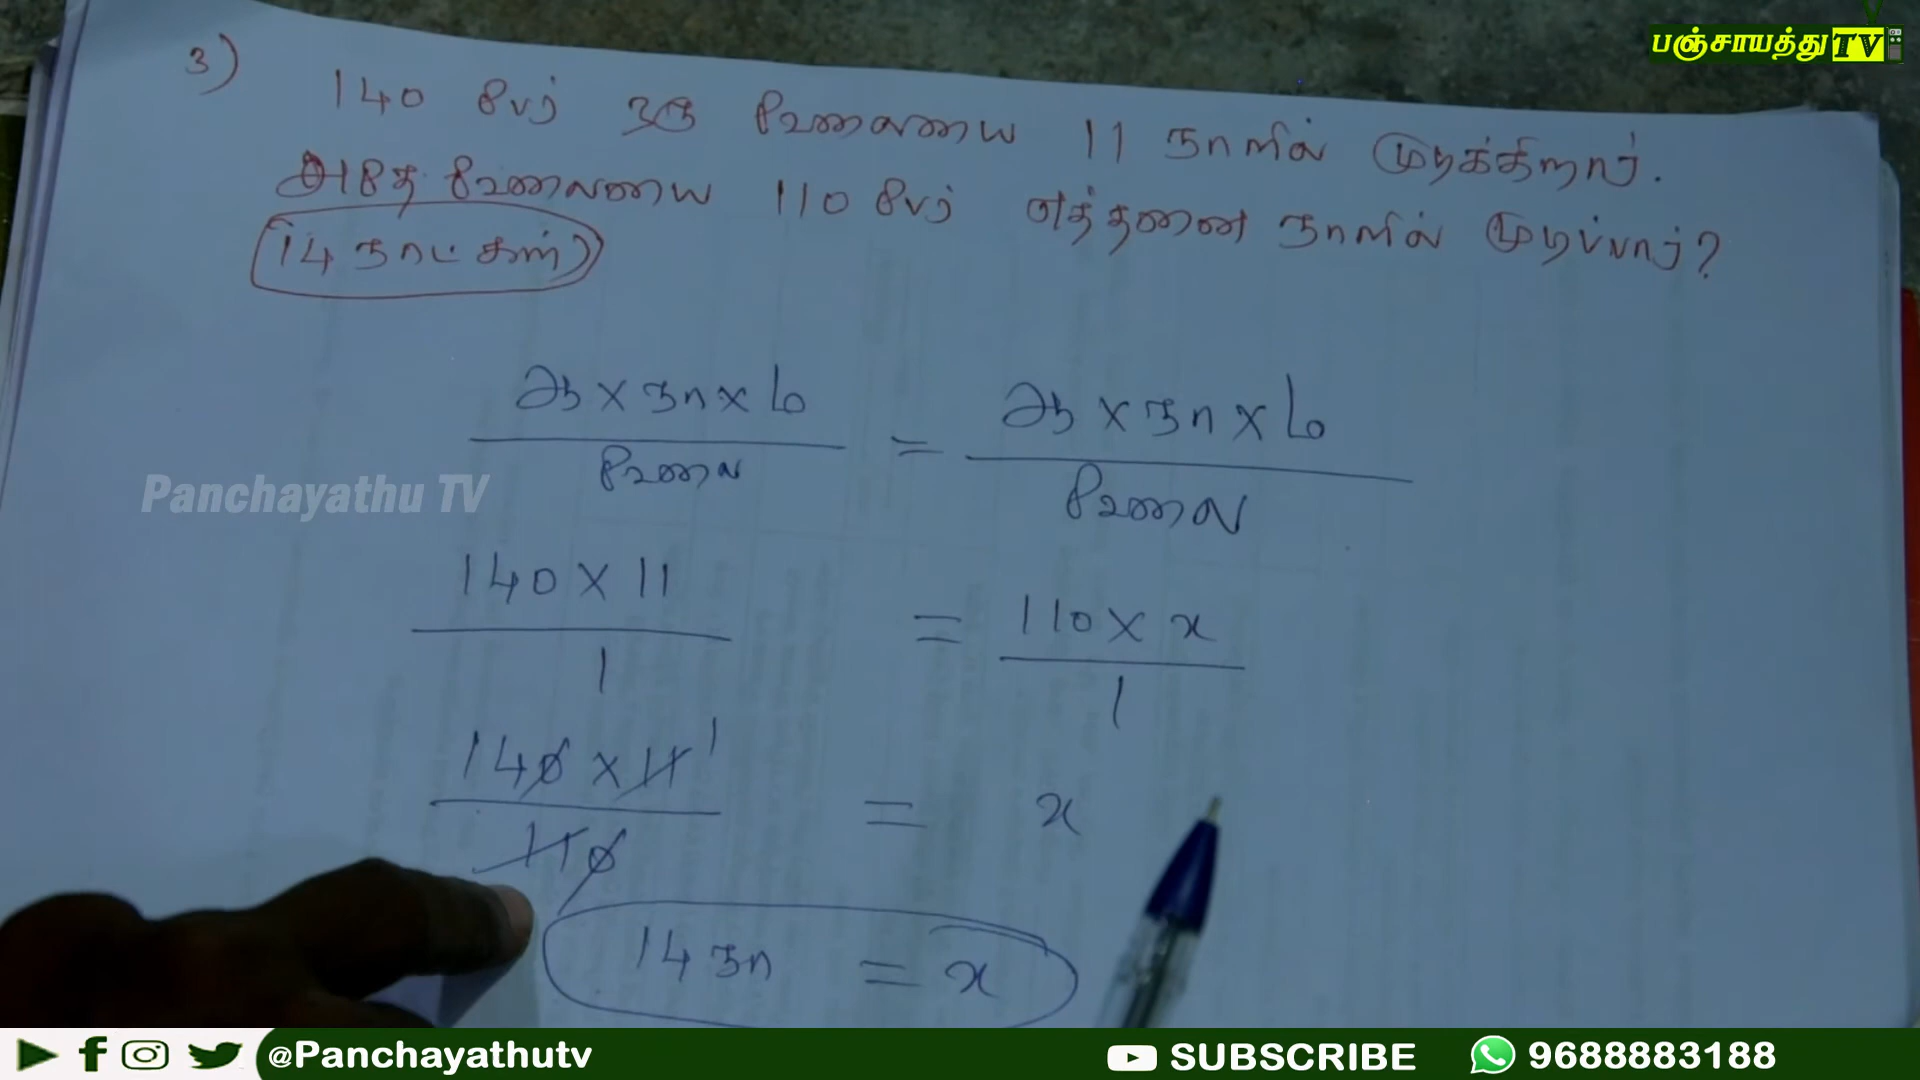 பஞ்சாயத்து TV
3)
140 பேர் ஒரு வேலையை 11 நாளில் முடிக்கிறார்.
அதே வேலையை 110 பேர் எத்தனை நாளில் முடிப்பார்?
14 நாட்கள்
ஆ x நா x ம / வேலை = ஆ x நா x ம / வேலை
Panchayathu TV
140 x 11 / 1 = 110 x x / 1
140 x 11 1 / 110 = x
14 நா = x
@Panchayathutv SUBSCRIBE 9688883188